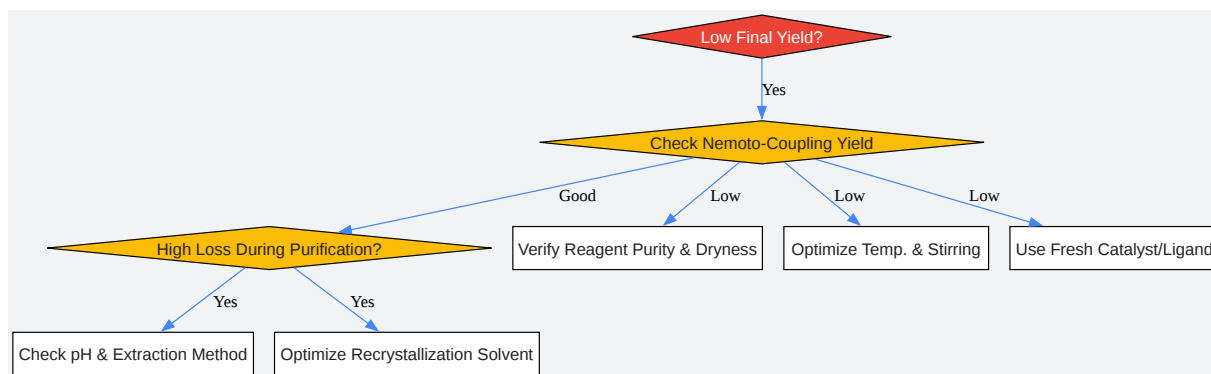 Low Final Yield?
Yes
Check Nemoto-Coupling Yield
Good
Low
Low
Low
High Loss During Purification?
Verify Reagent Purity & Dryness
Optimize Temp. & Stirring
Use Fresh Catalyst/Ligand
Yes
Yes
Check pH & Extraction Method
Optimize Recrystallization Solvent